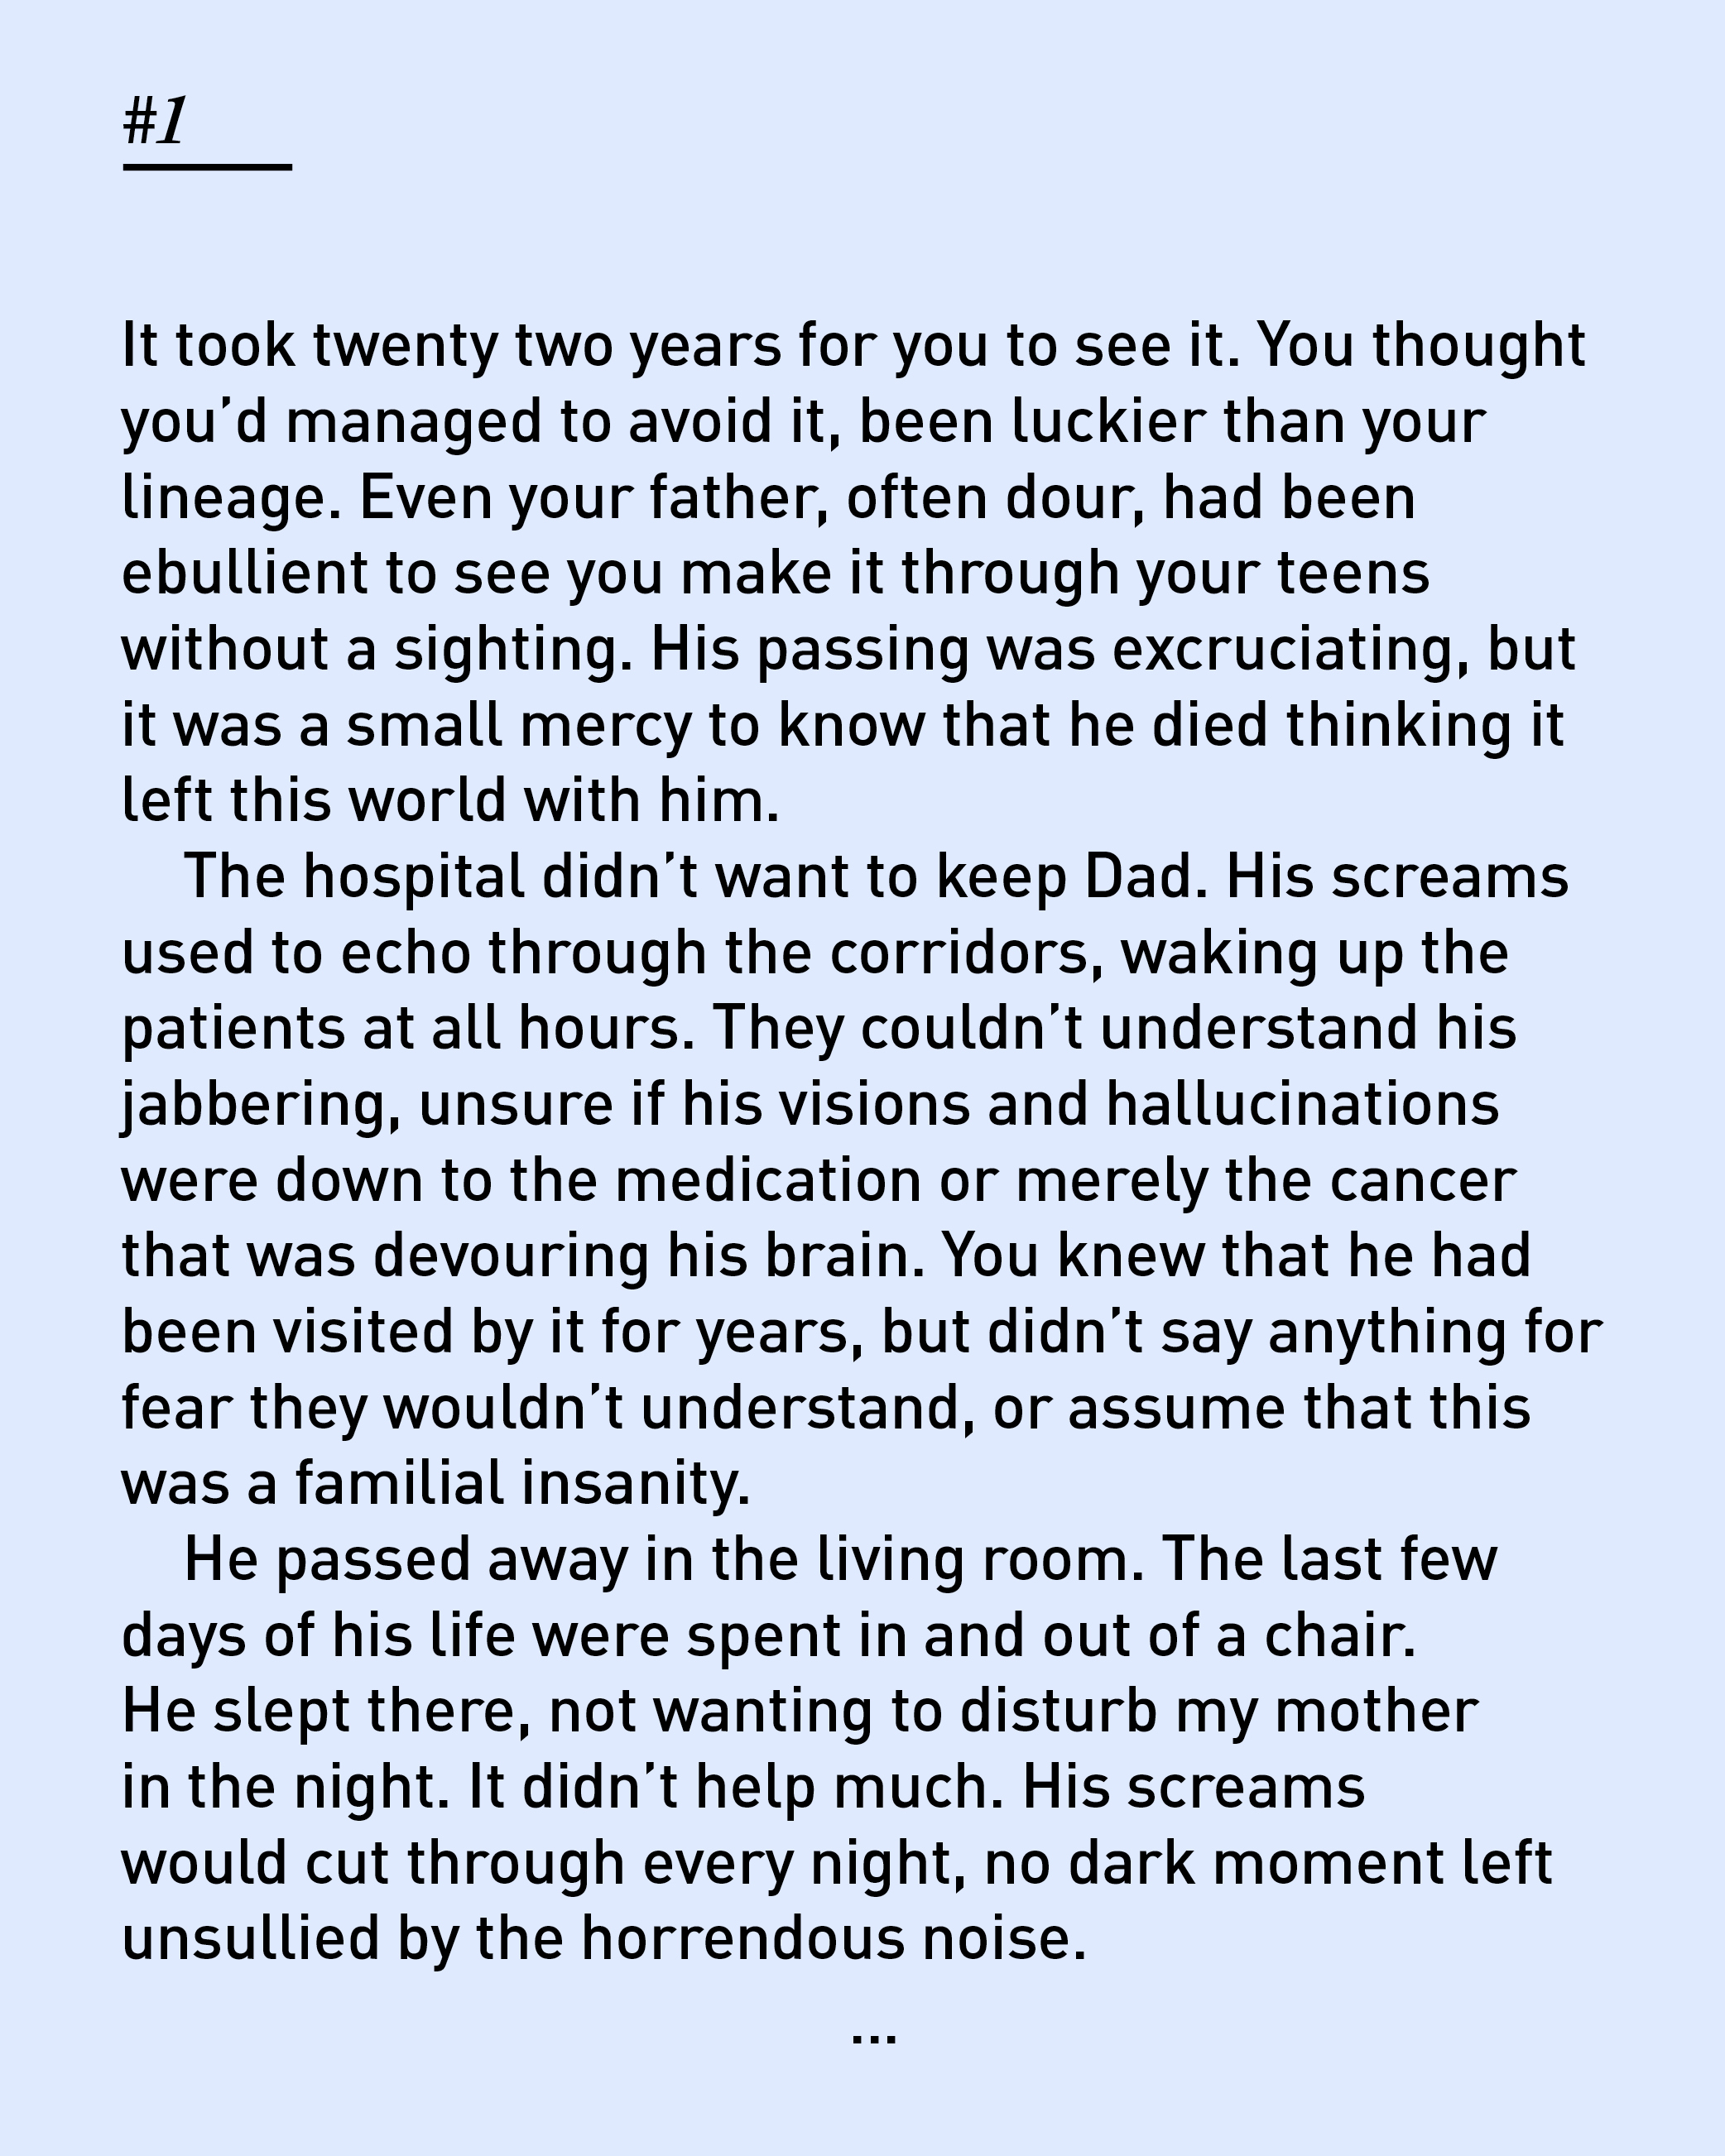 #1
It took twenty two years for you to see it. You thought
you’d managed to avoid it, been luckier than your
lineage. Even your father, often dour, had been
ebullient to see you make it through your teens
without a sighting. His passing was excruciating, but
it was a small mercy to know that he died thinking it
left this world with him.
The hospital didn’t want to keep Dad. His screams
used to echo through the corridors, waking up the
patients at all hours. They couldn’t understand his
jabbering, unsure if his visions and hallucinations
were down to the medication or merely the cancer
that was devouring his brain. You knew that he had
been visited by it for years, but didn’t say anything for
fear they wouldn’t understand, or assume that this
was a familial insanity.
He passed away in the living room. The last few
days of his life were spent in and out of a chair.
He slept there, not wanting to disturb my mother
in the night. It didn’t help much. His screams
would cut through every night, no dark moment left
unsullied by the horrendous noise.
...